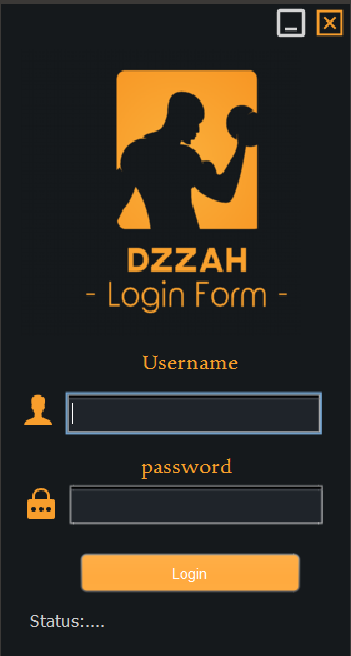 DZZAH
- Login Form -
Username
password
Login
Status:....